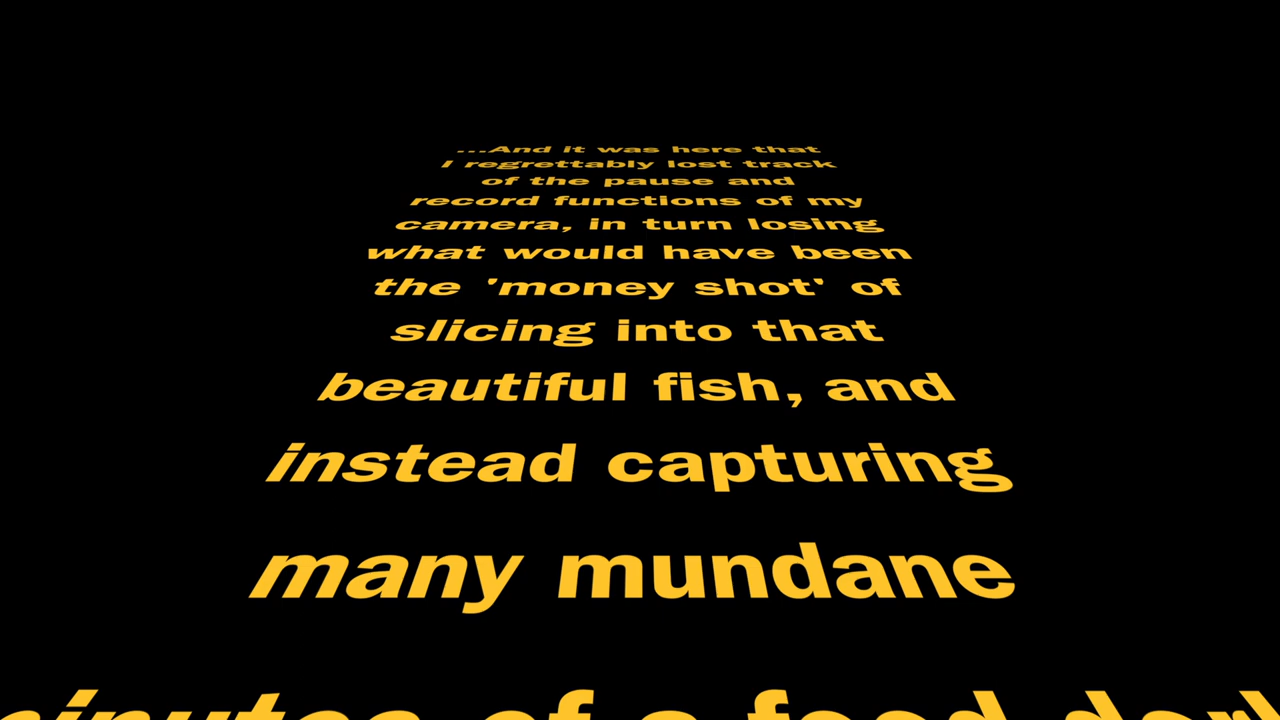 ...And it was here that
I regrettably lost track
of the pause and
record functions of my
camera, in turn losing
what would have been
the 'money shot' of
slicing into that
beautiful fish, and
instead capturing
many mundane
of a food